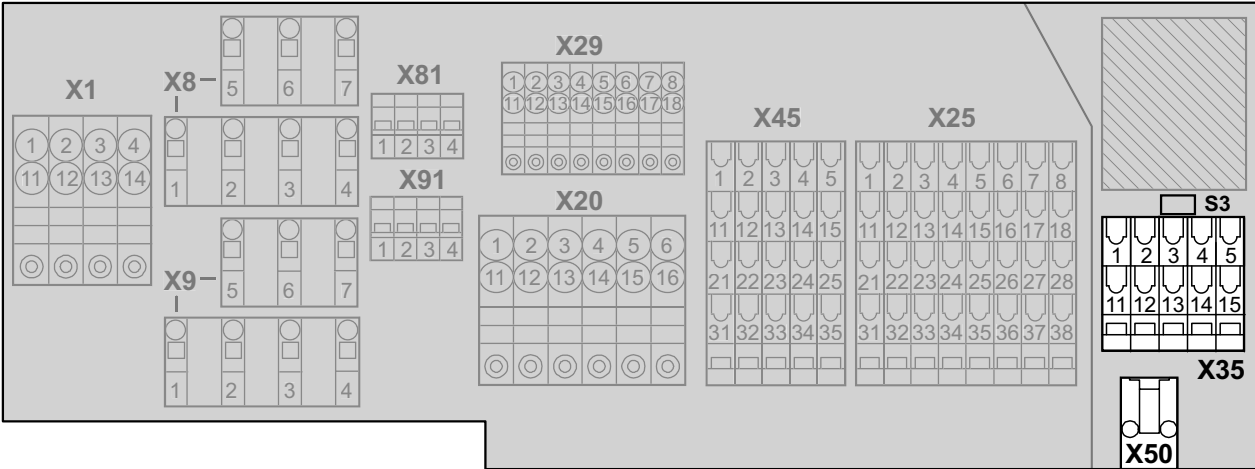 X1
1 2 3 4
11 12 13 14
X8
5 6 7
1 2 3 4
X9
5 6 7
1 2 3 4
X81
1 2 3 4
X91
1 2 3 4
X29
1 2 3 4 5 6 7 8
11 12 13 14 15 16 17 18
X20
1 2 3 4 5 6
11 12 13 14 15 16
X45
1 2 3 4 5
11 12 13 14 15
21 22 23 24 25
31 32 33 34 35
X25
1 2 3 4 5 6 7 8
11 12 13 14 15 16 17 18
21 22 23 24 25 26 27 28
31 32 33 34 35 36 37 38
S3
1 2 3 4 5
11 12 13 14 15
X35
X50